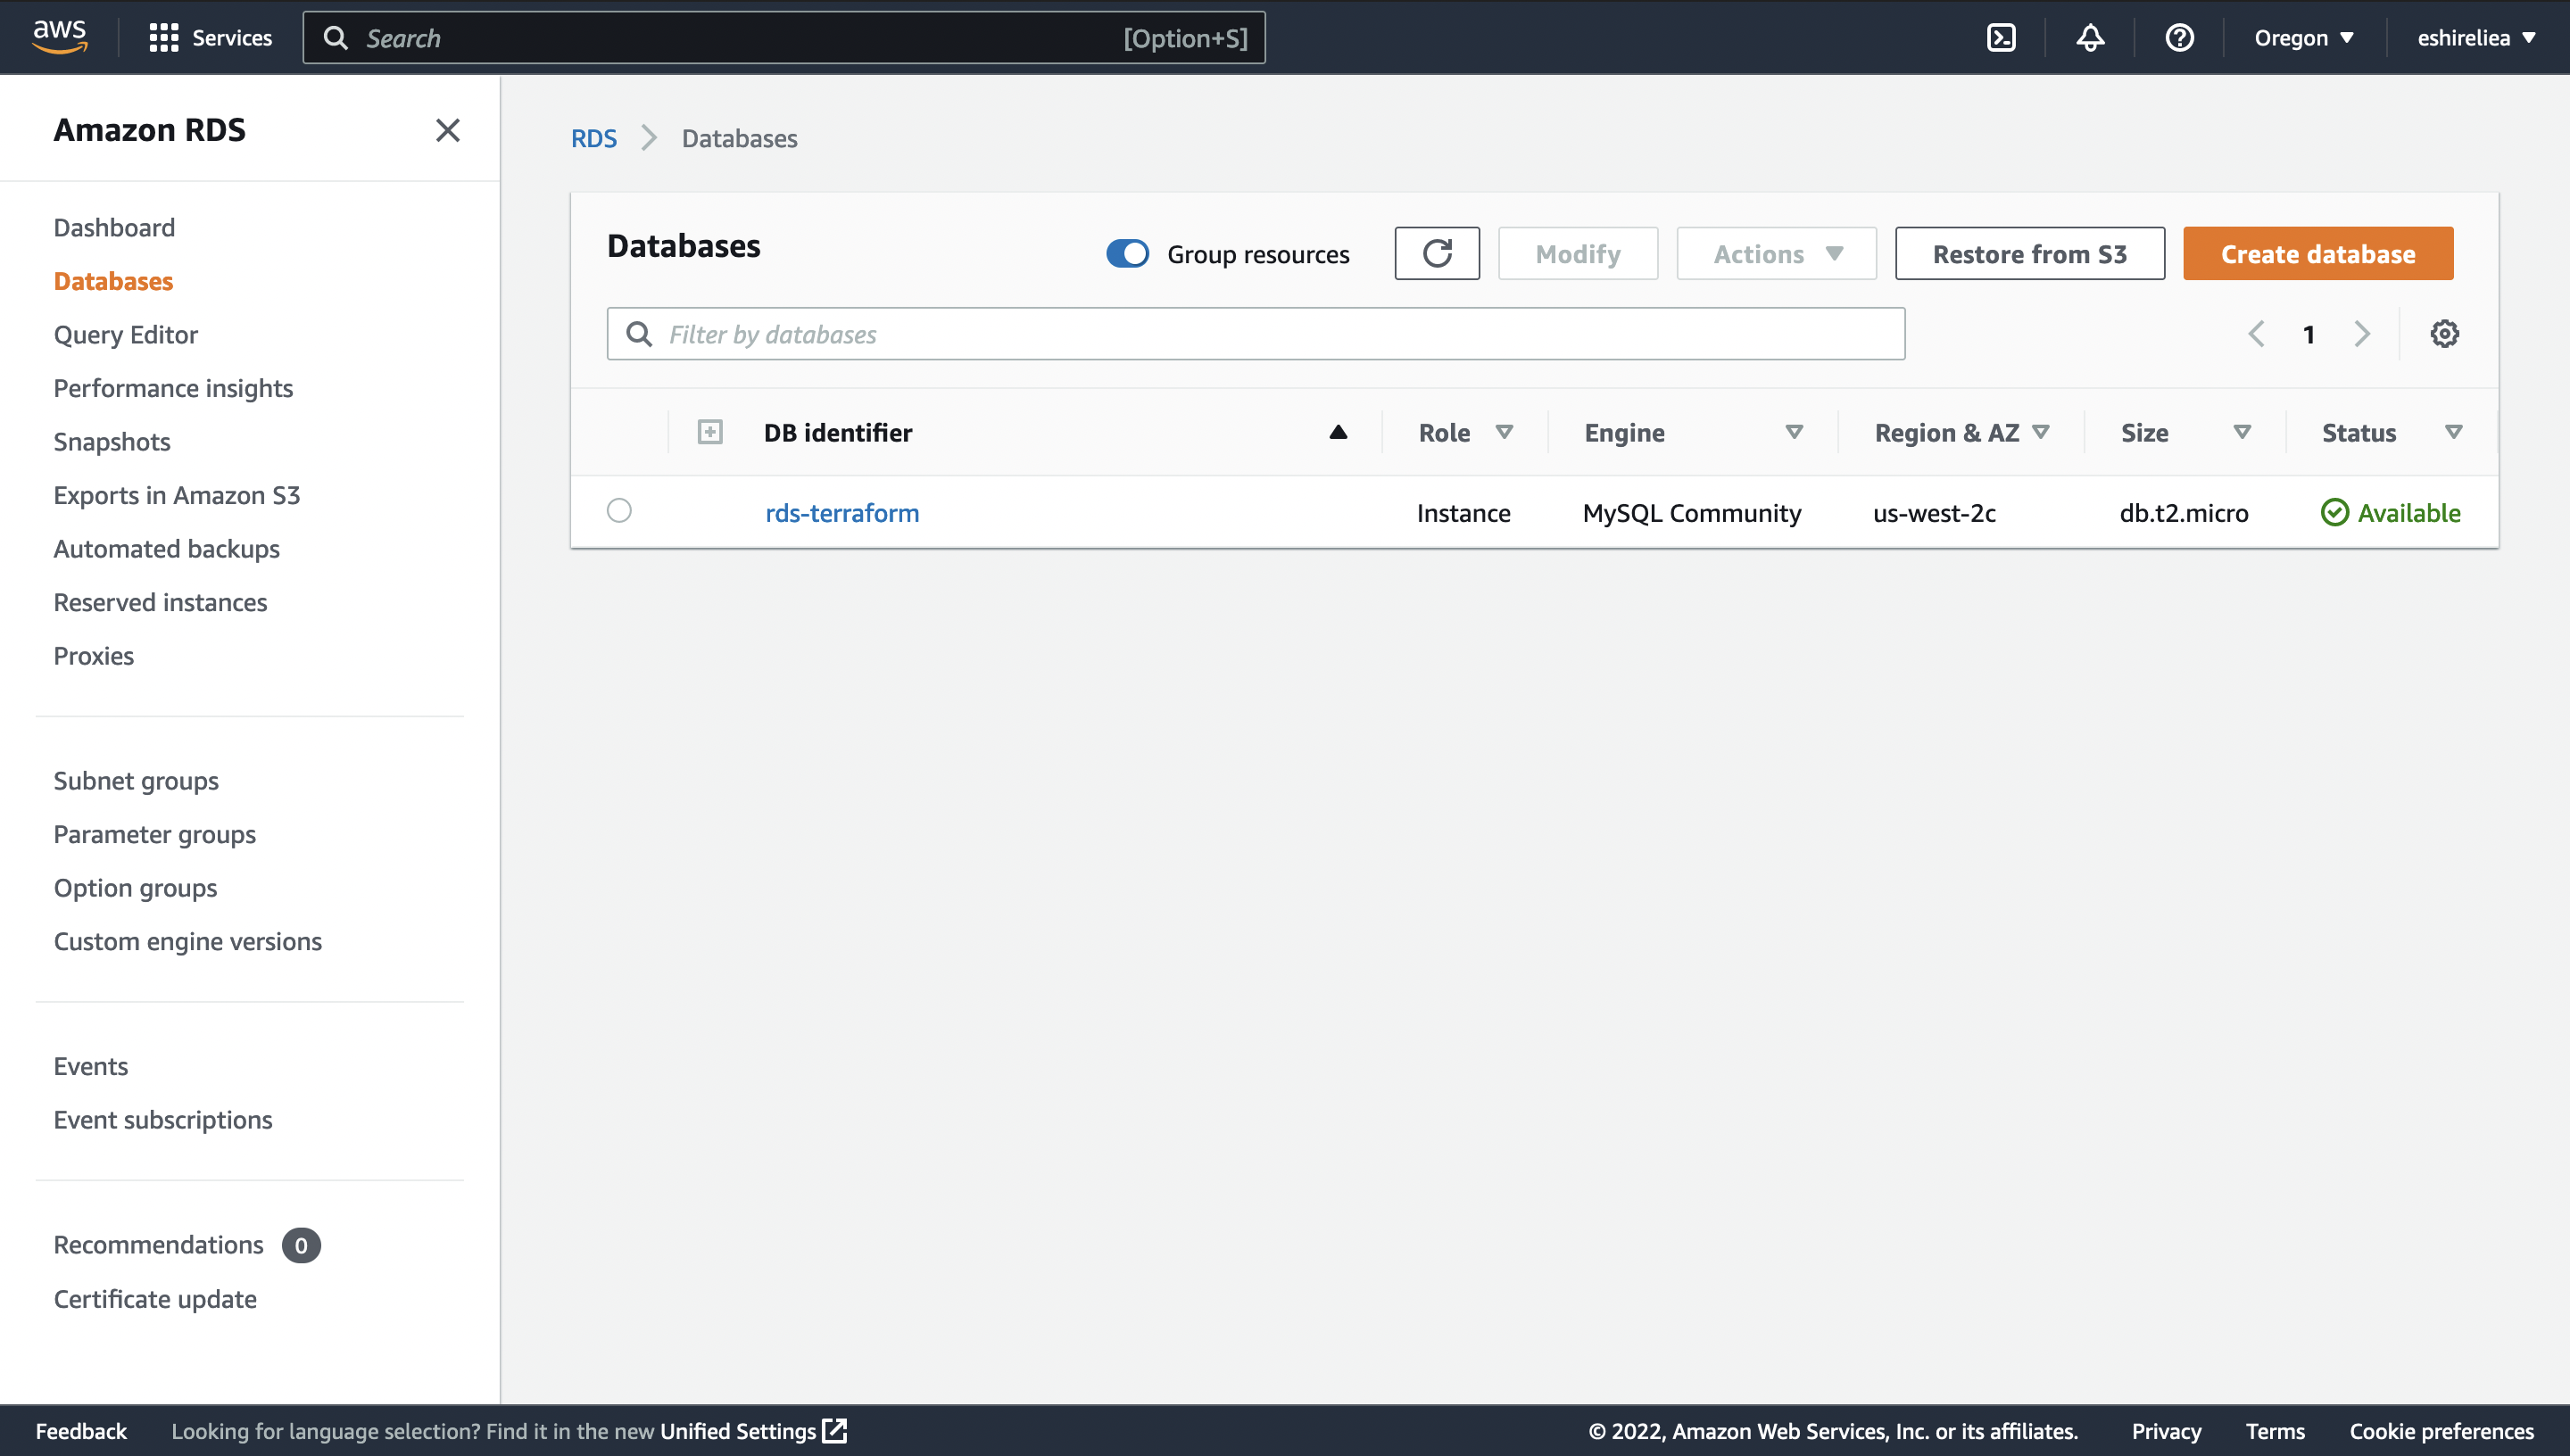 aws Services Search [Option+S] Oregon eshireliea
Amazon RDS
Dashboard
Databases
Query Editor
Performance insights
Snapshots
Exports in Amazon S3
Automated backups
Reserved instances
Proxies
Subnet groups
Parameter groups
Option groups
Custom engine versions
Events
Event subscriptions
Recommendations 0
Certificate update
RDS Databases
Databases Group resources Modify Actions Restore from S3 Create database
Filter by databases 1
DB identifier Role Engine Region & AZ Size Status
rds-terraform Instance MySQL Community us-west-2c db.t2.micro Available
Feedback Looking for language selection? Find it in the new Unified Settings © 2022, Amazon Web Services, Inc. or its affiliates. Privacy Terms Cookie preferences